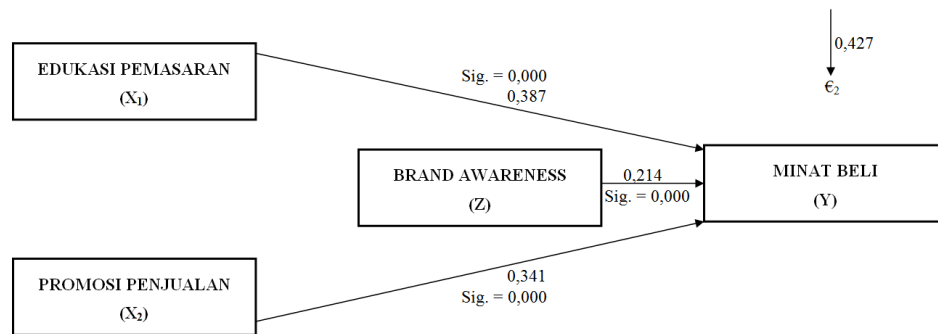 0,427
€₂
EDUKASI PEMASARAN
(X₁)
Sig. = 0,000
0,387
BRAND AWARENESS
(Z)
0,214
Sig. = 0,000
MINAT BELI
(Y)
PROMOSI PENJUALAN
(X₂)
0,341
Sig. = 0,000